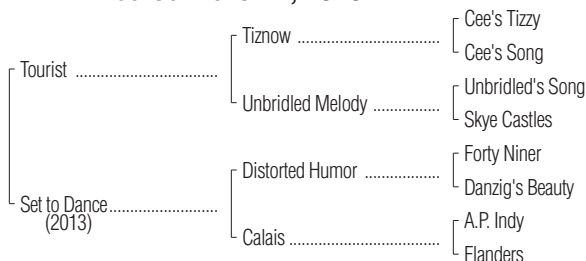 Cee's Tizzy
Tiznow ........................................
Cee's Song
Tourist ..................................
Unbridled's Song
Unbridled Melody ..................
Skye Castles
Forty Niner
Distorted Humor ....................
Danzig's Beauty
Set to Dance..........................
(2013)
A.P. Indy
Calais ........................................
Flanders